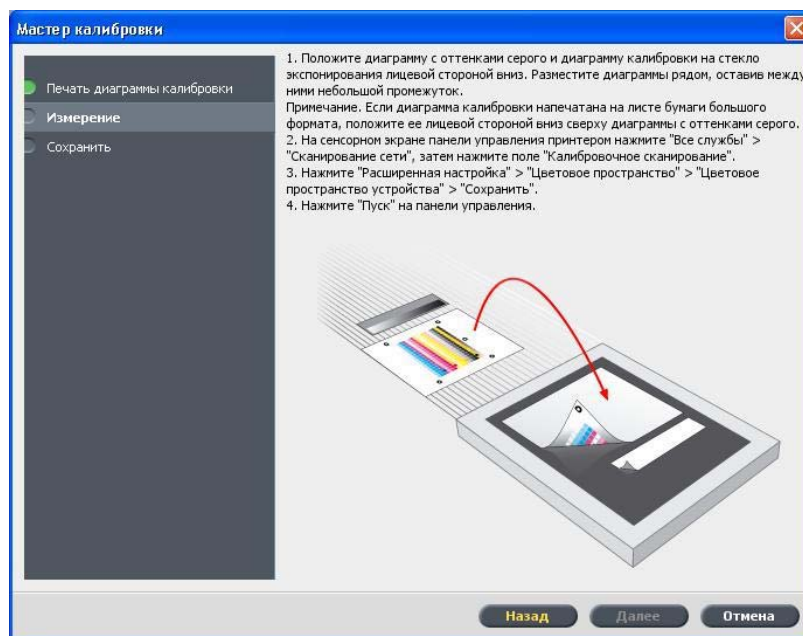 Мастер калибровки
Печать диаграммы калибровки
Измерение
Сохранить
1. Положите диаграмму с оттенками серого и диаграмму калибровки на стекло
экспонирования лицевой стороной вниз. Разместите диаграммы рядом, оставив между
ними небольшой промежуток.
Примечание. Если диаграмма калибровки напечатана на листе бумаги большого
формата, положите ее лицевой стороной вниз сверху диаграммы с оттенками серого.
2. На сенсорном экране панели управления принтером нажмите "Все службы" >
"Сканирование сети", затем нажмите поле "Калибровочное сканирование".
3. Нажмите "Расширенная настройка" > "Цветовое пространство" > "Цветовое
пространство устройства" > "Сохранить".
4. Нажмите "Пуск" на панели управления.
Назад
Далее
Отмена